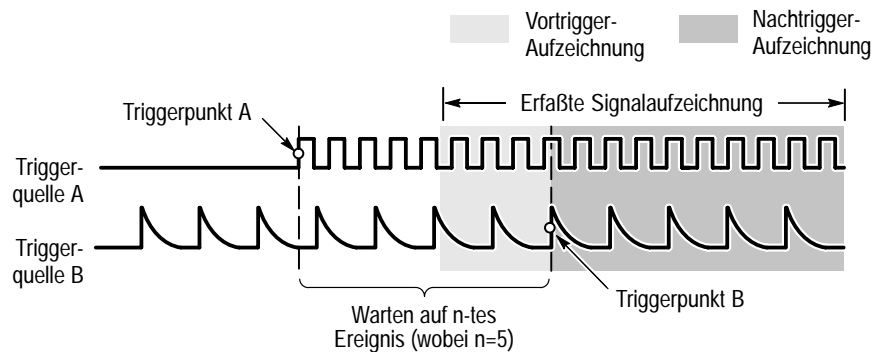 Vortrigger-
Aufzeichnung
Nachtrigger-
Aufzeichnung
Triggerpunkt A
Erfaßte Signalaufzeichnung
Trigger-
quelle A
Trigger-
quelle B
Triggerpunkt B
Warten auf n-tes
Ereignis (wobei n=5)